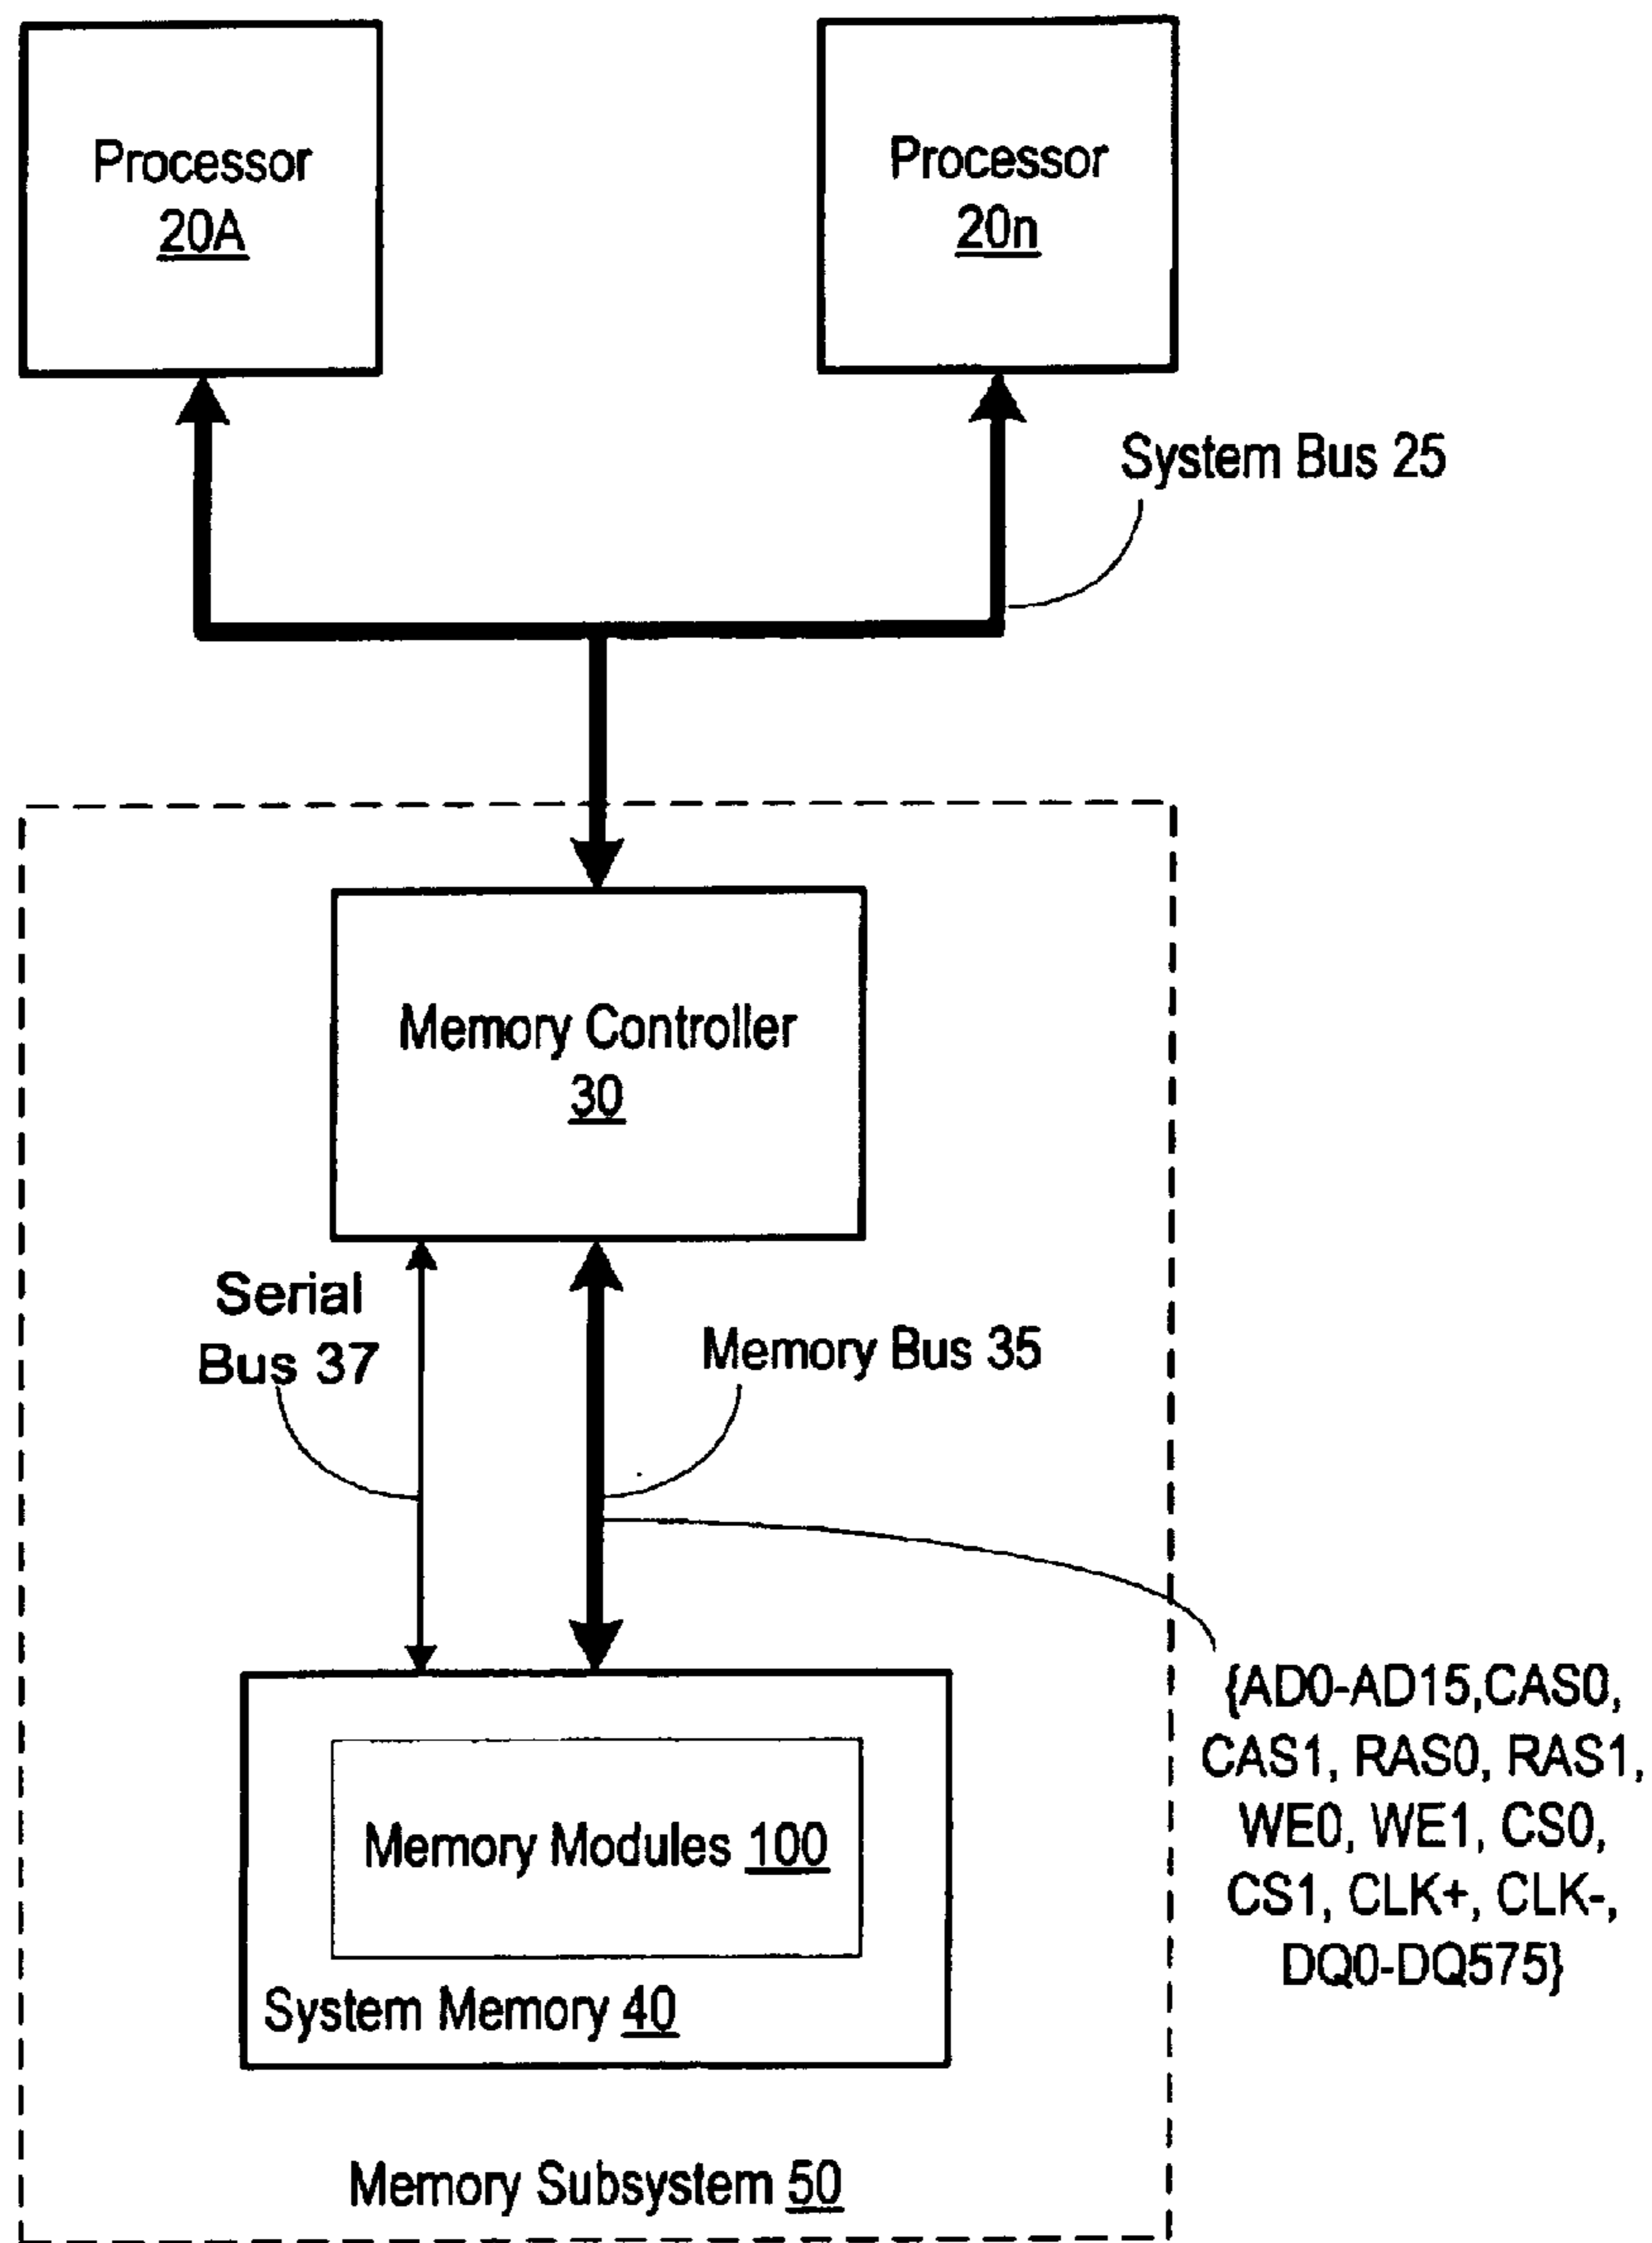 Processor
20A
Processor
20n
System Bus 25
Memory Controller
30
Serial
Bus 37
Memory Bus 35
{AD0-AD15,CAS0,
CAS1, RAS0, RAS1,
WE0, WE1, CS0,
CS1, CLK+, CLK-,
DQ0-DQ575}
Memory Modules 100
System Memory 40
Memory Subsystem 50